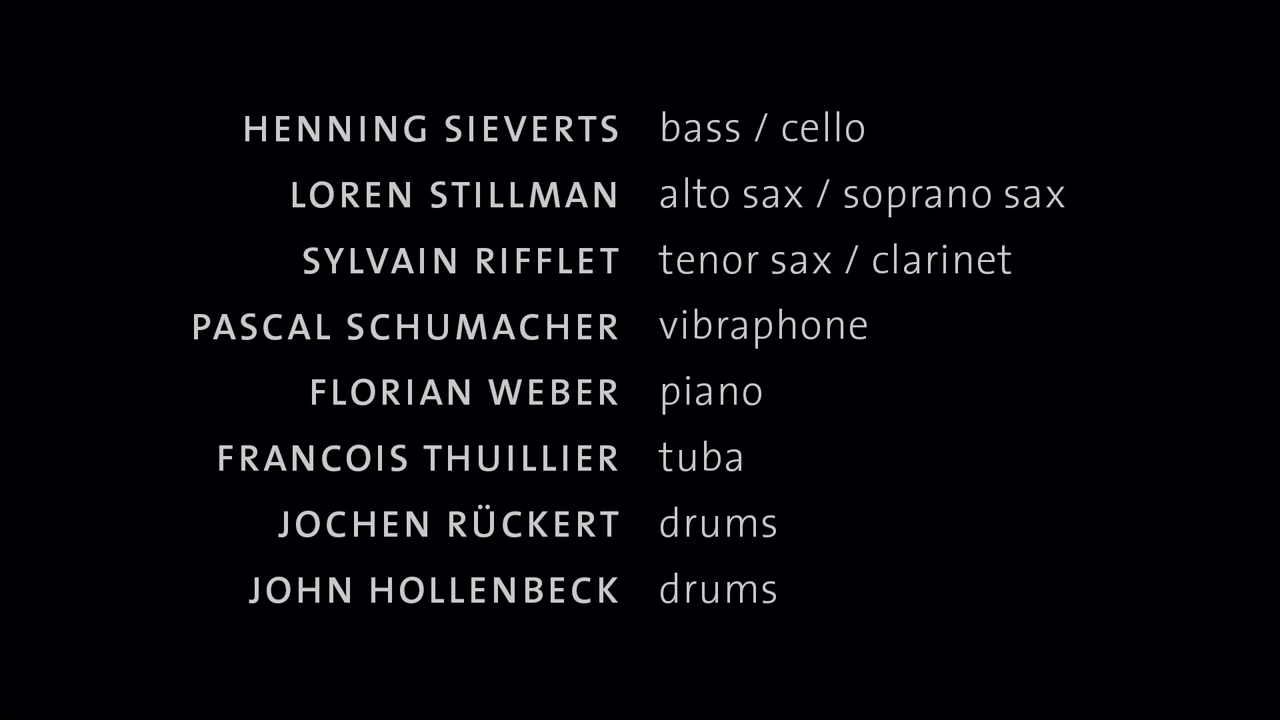 HENNING SIEVERTS bass / cello
LOREN STILLMAN alto sax / soprano sax
SYLVAIN RIFFLET tenor sax / clarinet
PASCAL SCHUMACHER vibraphone
FLORIAN WEBER piano
FRANCOIS THUILLIER tuba
JOCHEN RÜCKERT drums
JOHN HOLLENBECK drums